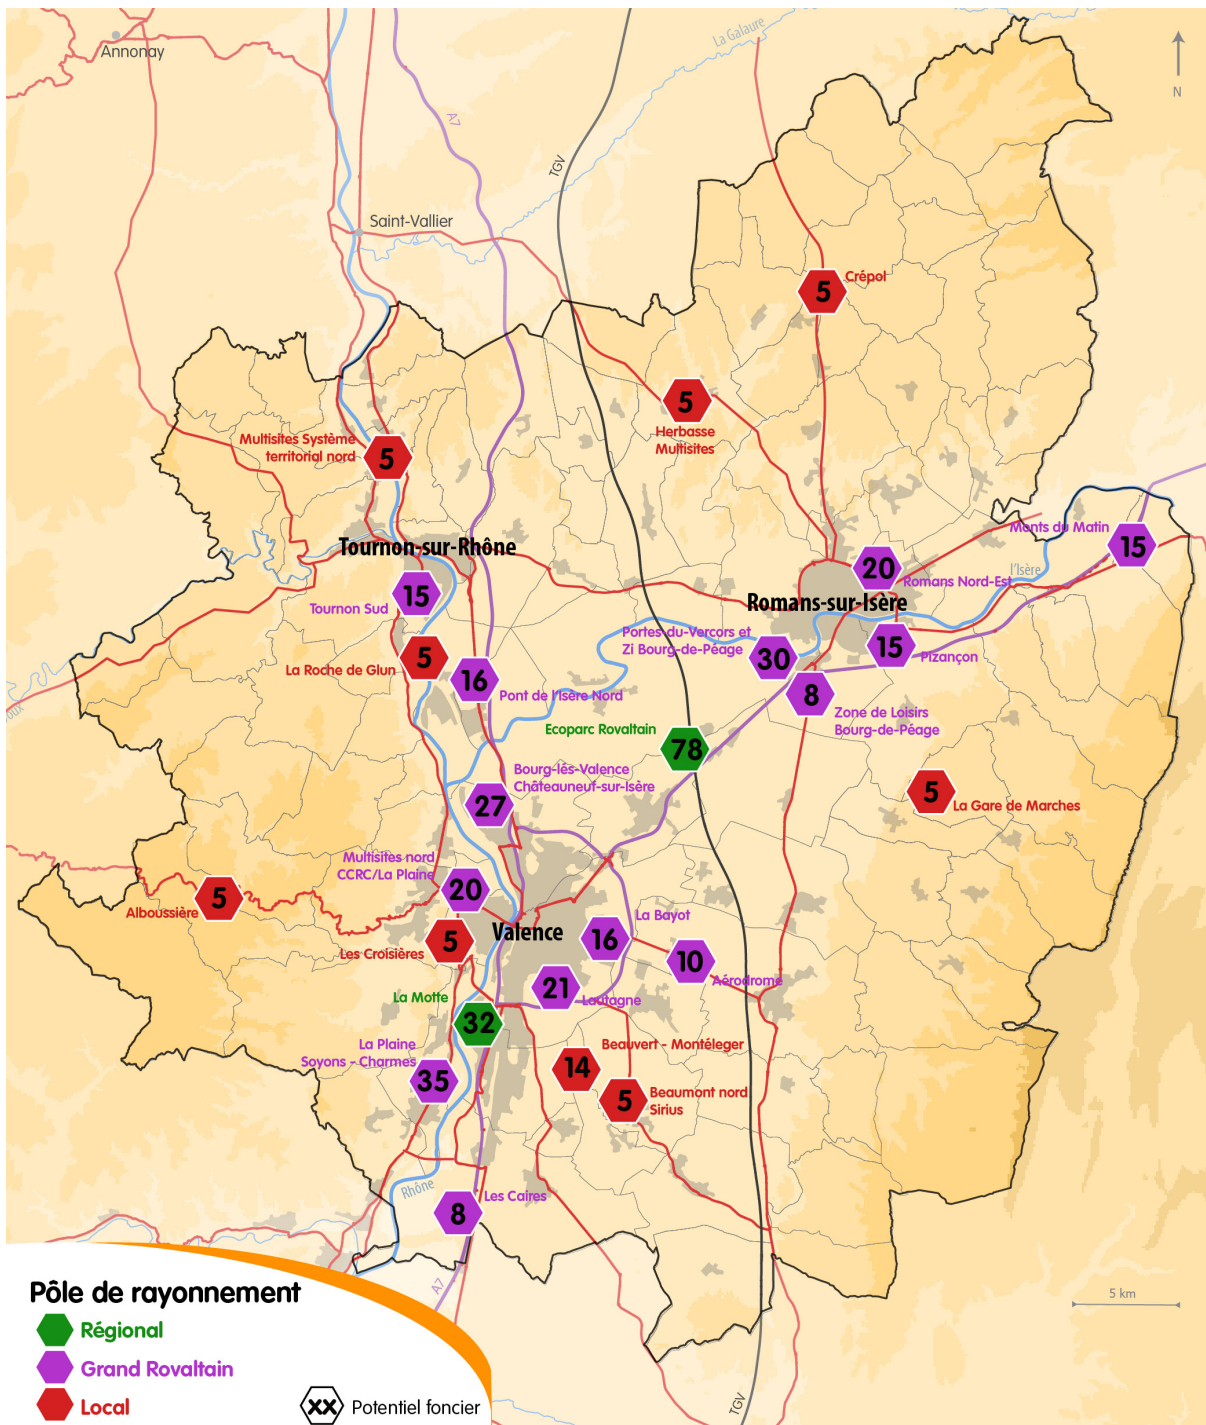 Annonay
La Galaure
N
A7
TGV
Saint-Vallier
5
Crépol
5
Herbasse
Multisites
Multisites Système
territorial nord
5
Monts du Matin
15
Tournon-sur-Rhône
20
Romans Nord-Est
l'Isère
15
Tournon Sud
Romans-sur-Isère
Portes du Vercors et
Zi Bourg-de-Péage
30
15
Pizançon
La Roche de Glun
5
16
Pont de l'Isère Nord
8
Zone de Loisirs
Bourg-de-Péage
Ecoparc Rovaltain
78
Bourg-lés-Valence
Châteauneuf-sur-Isère
27
5
La Gare de Marches
Multisites nord
CCRC/La Plaine
20
Alboussière
5
Valence
La Bayot
16
Les Croisières
5
10
Aérodrome
21
Lautagne
La Motte
32
La Plaine
Soyons - Charmes
35
Beauvert - Montéleger
14
5
Beaumont nord
Sirius
Rhône
Les Caires
8
A7
5 km
TGV
Pôle de rayonnement
Régional
Grand Rovaltain
Local
XX Potentiel foncier